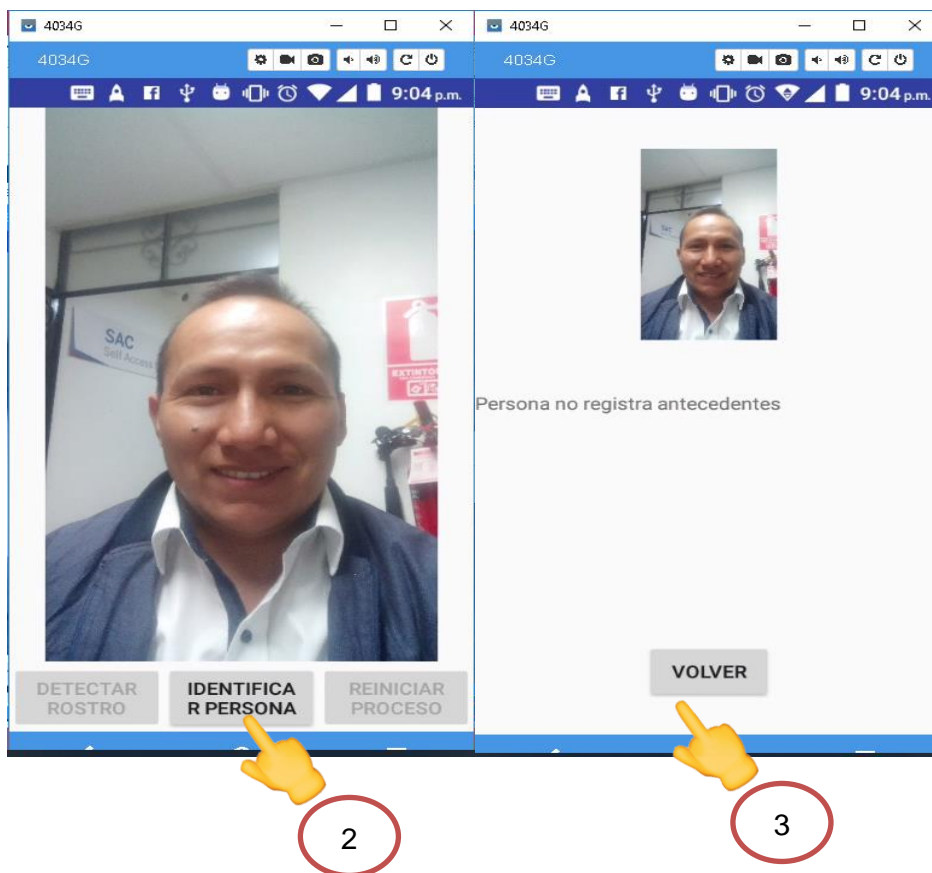 4034G
4034G
9:04 p.m.
SAC
Self Access
EXTINTO
DETECTAR
ROSTRO
IDENTIFICA
R PERSONA
REINICIAR
PROCESO
2
4034G
4034G
9:04 p.m.
SAC
Persona no registra antecedentes
VOLVER
3